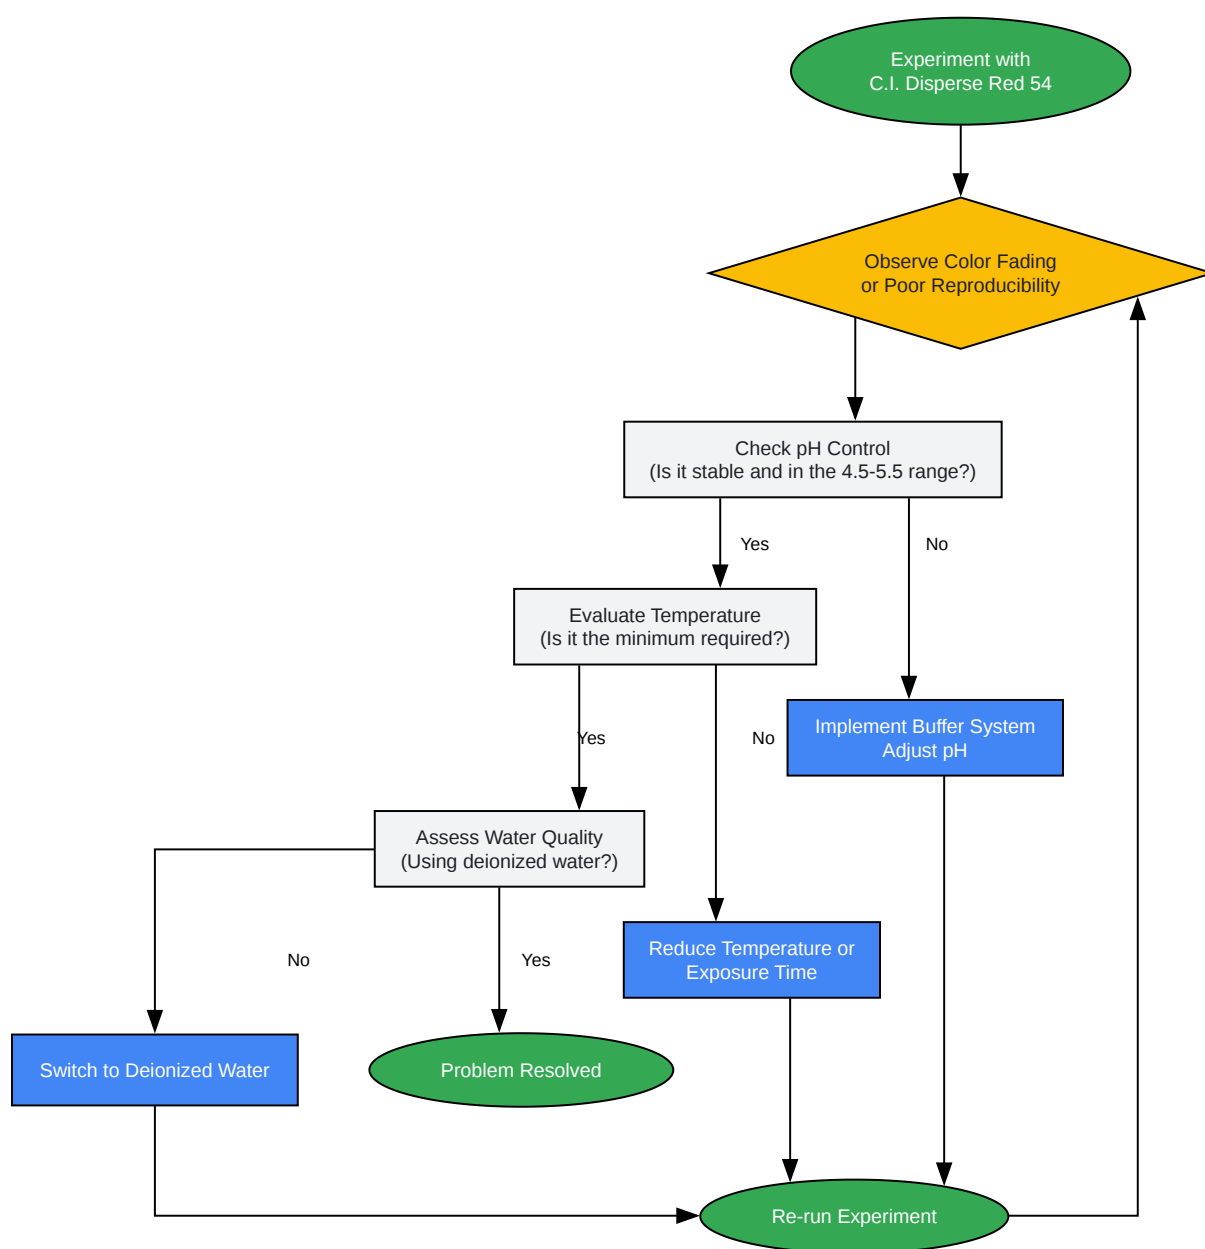 Experiment with
C.I. Disperse Red 54
Observe Color Fading
or Poor Reproducibility
Check pH Control
(Is it stable and in the 4.5-5.5 range?)
Yes
No
Evaluate Temperature
(Is it the minimum required?)
Yes
No
Implement Buffer System
Adjust pH
Assess Water Quality
(Using deionized water?)
No
Yes
Reduce Temperature or
Exposure Time
Switch to Deionized Water
Problem Resolved
Re-run Experiment